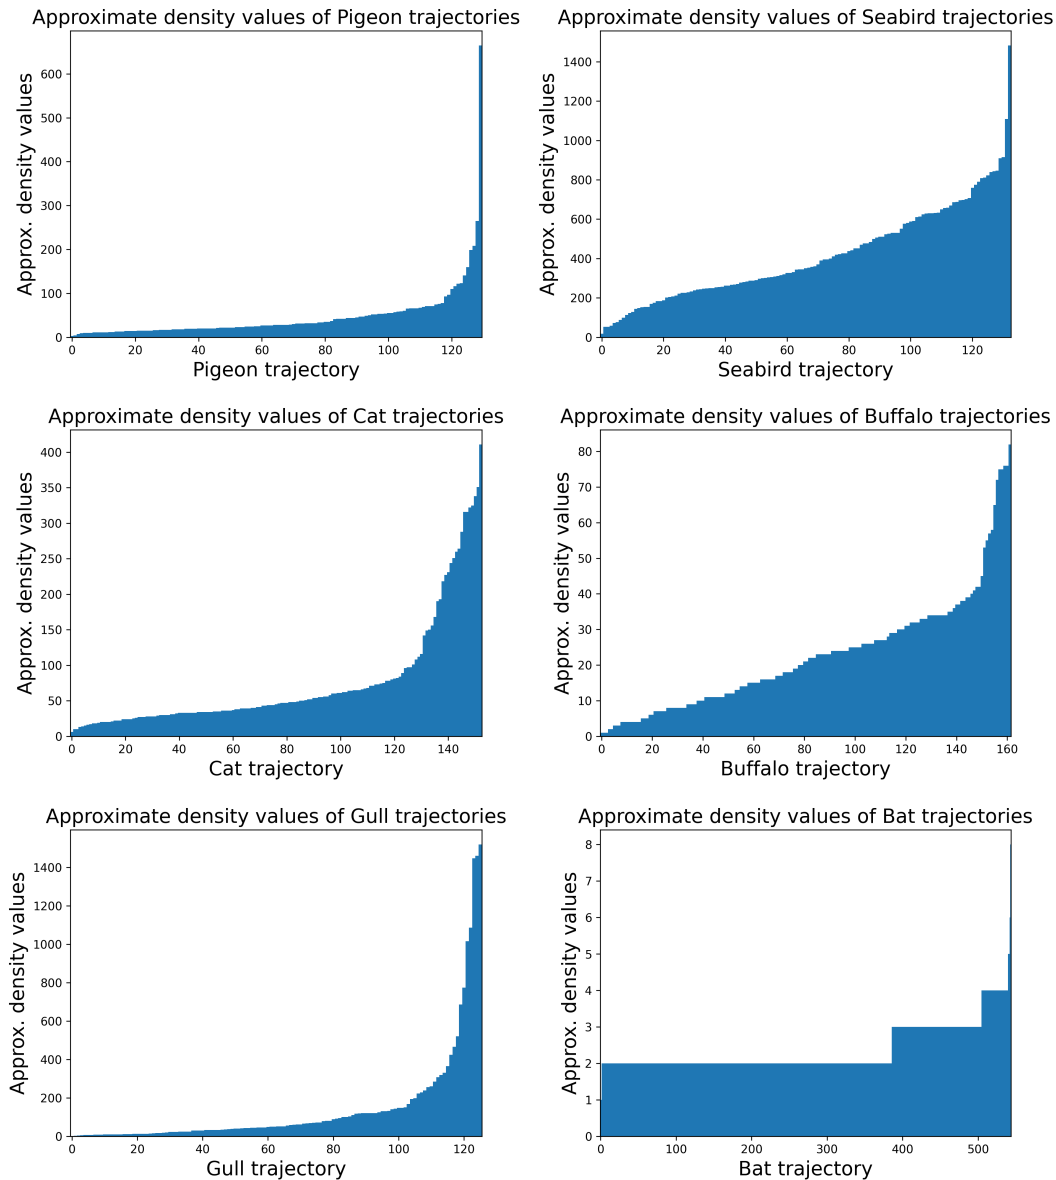 Approximate density values of Pigeon trajectories
Approx. density values
600
500
400
300
200
100
0
0 20 40 60 80 100 120
Pigeon trajectory
Approximate density values of Seabird trajectories
Approx. density values
1400
1200
1000
800
600
400
200
0
0 20 40 60 80 100 120
Seabird trajectory
Approximate density values of Cat trajectories
Approx. density values
400
350
300
250
200
150
100
50
0
0 20 40 60 80 100 120 140
Cat trajectory
Approximate density values of Buffalo trajectories
Approx. density values
80
70
60
50
40
30
20
10
0
0 20 40 60 80 100 120 140 160
Buffalo trajectory
Approximate density values of Gull trajectories
Approx. density values
1400
1200
1000
800
600
400
200
0
0 20 40 60 80 100 120
Gull trajectory
Approximate density values of Bat trajectories
Approx. density values
8
7
6
5
4
3
2
1
0
0 100 200 300 400 500
Bat trajectory